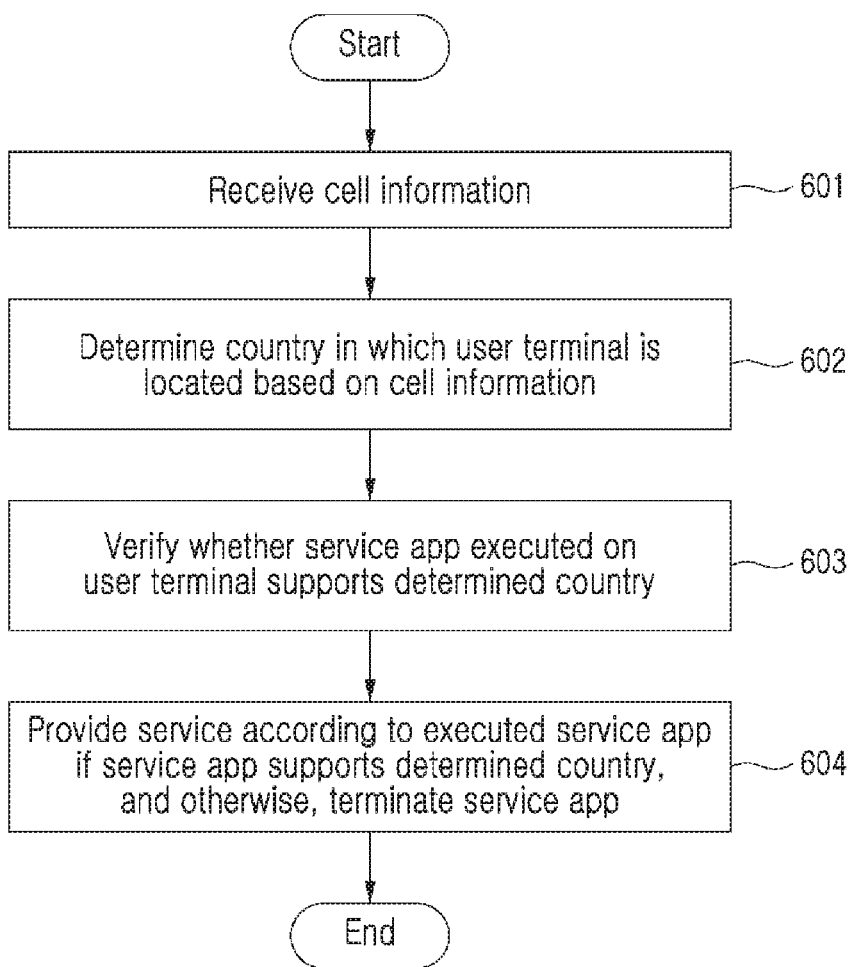 Start
Receive cell information
601
Determine country in which user terminal is
located based on cell information
602
Verify whether service app executed on
user terminal supports determined country
603
Provide service according to executed service app
if service app supports determined country,
and otherwise, terminate service app
604
End